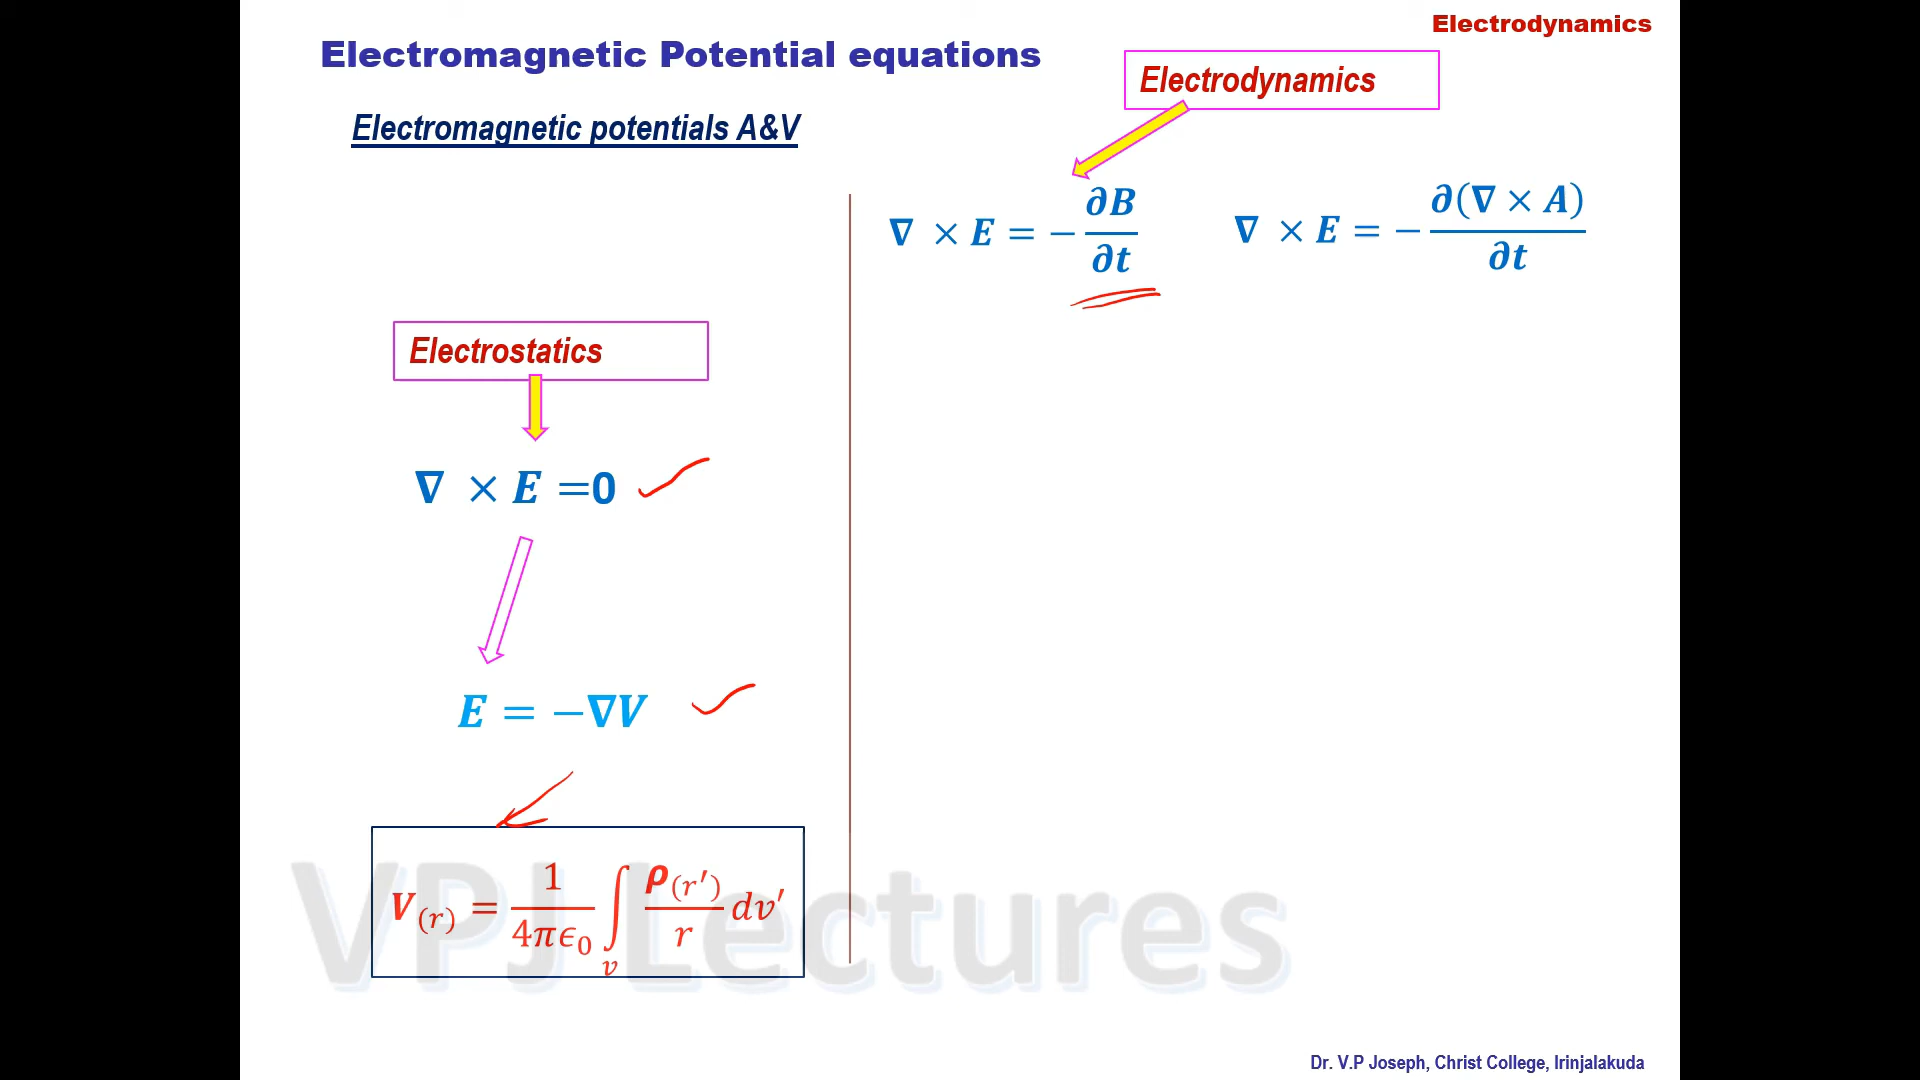 Electrodynamics
Electromagnetic Potential equations
Electrodynamics
Electromagnetic potentials A&V
∇ × E = − ∂B/∂t
∇ × E = − ∂(∇ × A)/∂t
Electrostatics
∇ × E =0
E = −∇V
V(r) = 1/4πϵ₀ ∫v ρ(r′)/r dv′
VPJ Lectures
Dr. V.P Joseph, Christ College, Irinjalakuda